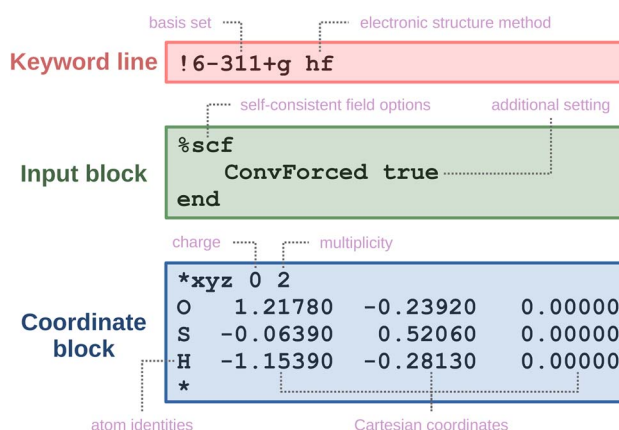 basis set electronic structure method
Keyword line !6-311+g hf
self-consistent field options additional setting
Input block
%scf
ConvForced true
end
charge multiplicity
Coordinate block
*xyz 0 2
O 1.21780 -0.23920 0.00000
S -0.06390 0.52060 0.00000
H -1.15390 -0.28130 0.00000
*
atom identities Cartesian coordinates